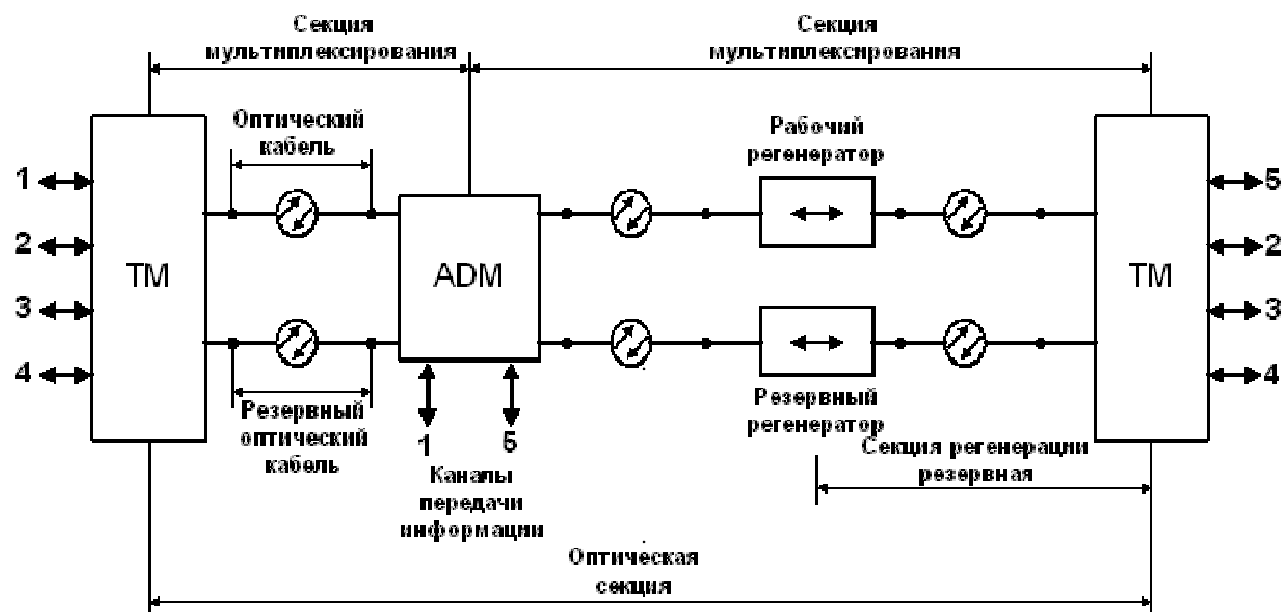 Секция
мультиплексирования
Секция
мультиплексирования
Оптический
кабель
Рабочий
регенератор
1
2
3
4
TM
ADM
TM
5
2
3
4
Резервный
оптический
кабель
1
5
Каналы
передачи
информации
Резервный
регенератор
Секция регенерации
резервная
Оптическая
секция